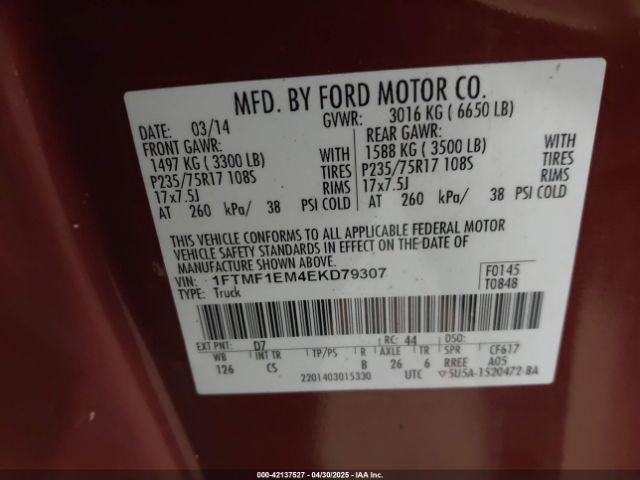 MFD. BY FORD MOTOR CO.
DATE: 03/14 GVWR: 3016 KG ( 6650 LB)
FRONT GAWR: REAR GAWR:
1497 KG ( 3300 LB) WITH 1588 KG ( 3500 LB) WITH
P235/75R17 108S TIRES P235/75R17 108S TIRES
17x7.5J RIMS 17x7.5J RIMS
AT 260 kPa/ 38 PSI COLD AT 260 kPa/ 38 PSI COLD
THIS VEHICLE CONFORMS TO ALL APPLICABLE FEDERAL MOTOR
VEHICLE SAFETY STANDARDS IN EFFECT ON THE DATE OF
MANUFACTURE SHOWN ABOVE.
VIN: 1FTMF1EM4EKD79307 F0145
TYPE: Truck T0848
EXT PNT: D7 RC: 44 DSO:
WB INT TR TP/PS R AXLE TR SPR CF617
126 CS B 26 6 RREE A05
2201403015330 UTC 5U5A-1520472-BA
000-42137527 - 04/30/2025 - IAA Inc.